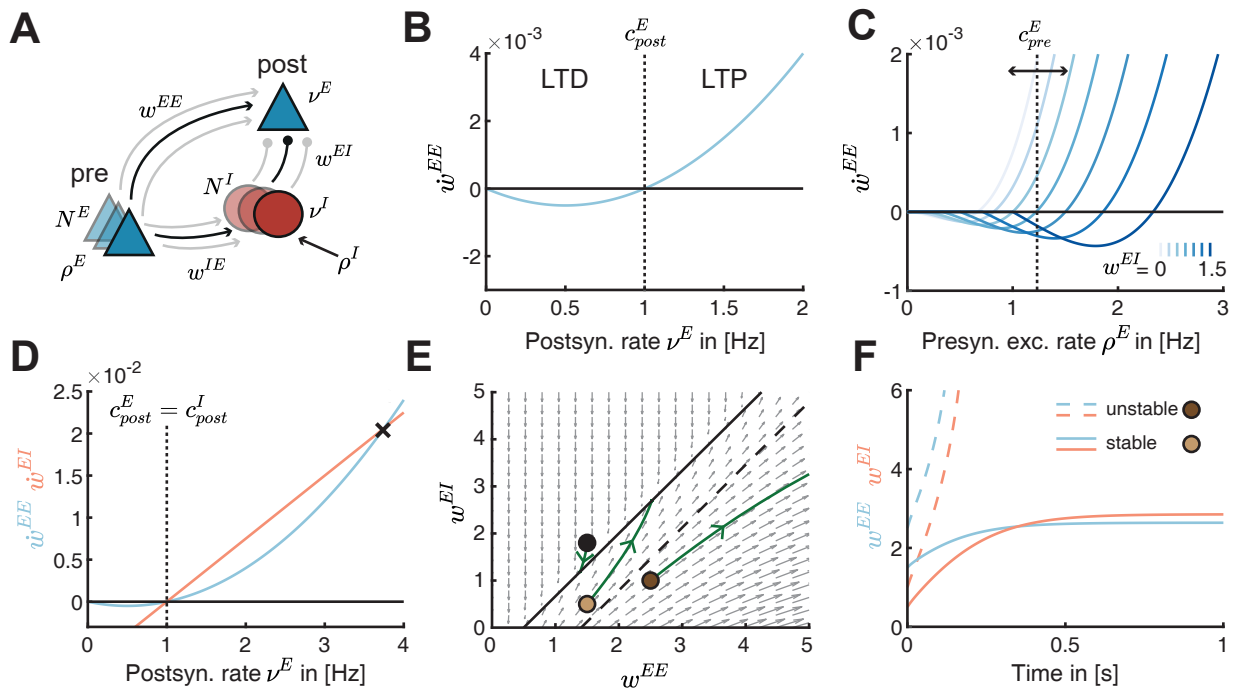 A
post
ν^E
w^EE
w^EI
pre
N^I
N^E
ν^I
ρ^E
w^IE
ρ^I
B
×10^-3
c^E_post
4
LTD
LTP
2
0
-2
ẇ^EE
0
0.5
1
1.5
2
Postsyn. rate ν^E in [Hz]
C
×10^-3
c^E_pre
2
1
0
-1
ẇ^EE
w^EI = 0 1.5
0
1
2
3
Presyn. exc. rate ρ^E in [Hz]
D
×10^-2
2.5
c^E_post = c^I_post
2
1.5
1
0.5
0
ẇ^EE ẇ^EI
0
1
2
3
4
Postsyn. rate ν^E in [Hz]
E
5
4
3
2
1
0
w^EI
0
1
2
3
4
5
w^EE
F
6
4
2
0
unstable
stable
w^EE w^EI
0
0.5
1
Time in [s]